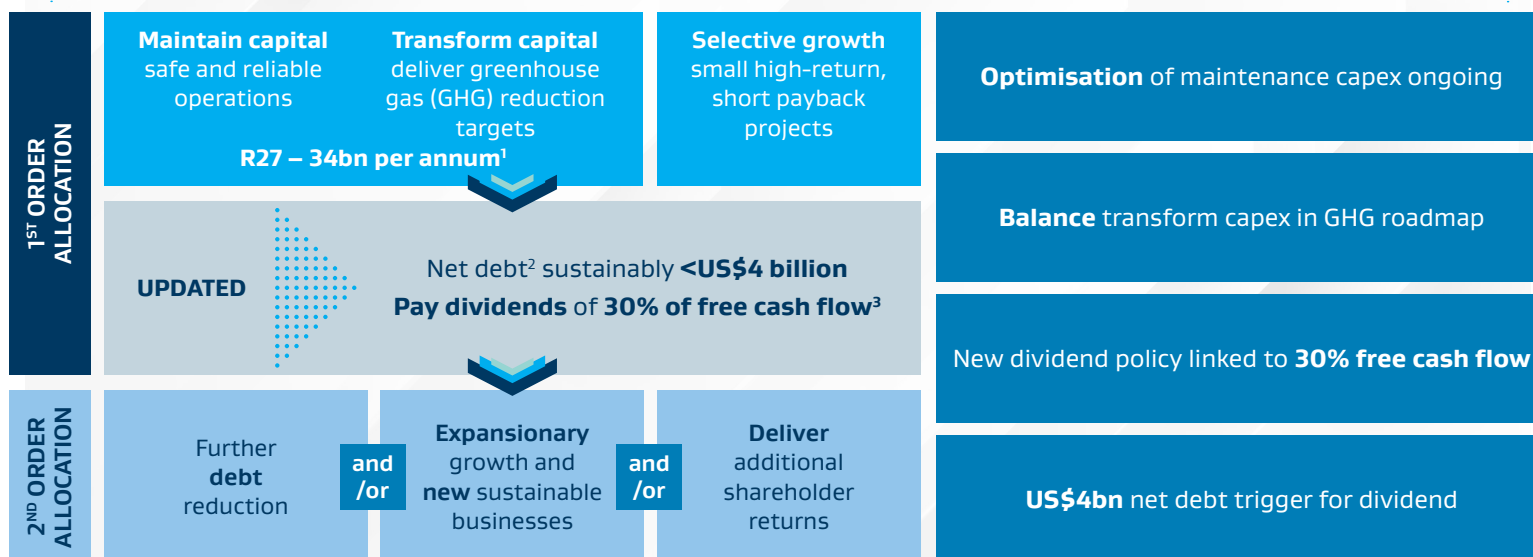 1ST ORDER
ALLOCATION
Maintain capital
safe and reliable
operations
Transform capital
deliver greenhouse
gas (GHG) reduction
targets
R27 – 34bn per annum1
Selective growth
small high-return,
short payback
projects
UPDATED
Net debt2 sustainably <US$4 billion
Pay dividends of 30% of free cash flow3
2ND ORDER
ALLOCATION
Further
debt
reduction
and
/or
Expansionary
growth and
new sustainable
businesses
and
/or
Deliver
additional
shareholder
returns
Optimisation of maintenance capex ongoing
Balance transform capex in GHG roadmap
New dividend policy linked to 30% free cash flow
US$4bn net debt trigger for dividend